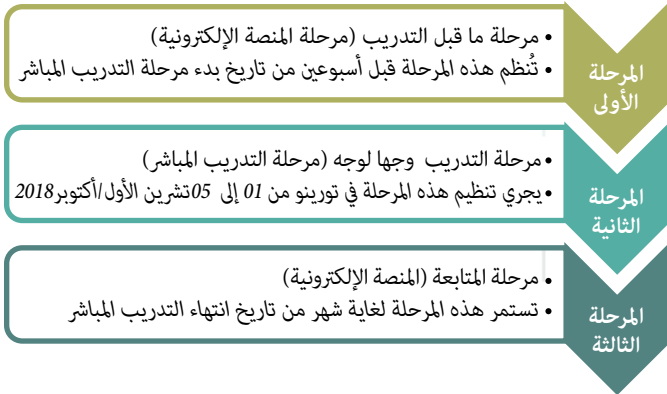 المرحلة
الأولى
• مرحلة ما قبل التدريب (مرحلة المنصة الإلكترونية)
• تُنظم هذه المرحلة قبل أسبوعين من تاريخ بدء مرحلة التدريب المباشر
المرحلة
الثانية
• مرحلة التدريب وجها لوجه (مرحلة التدريب المباشر)
• يجري تنظيم هذه المرحلة في تورينو من 01 إلى 05تشرين الأول/أكتوبر2018
المرحلة
الثالثة
• مرحلة المتابعة (المنصة الإلكترونية)
• تستمر هذه المرحلة لغاية شهر من تاريخ انتهاء التدريب المباشر